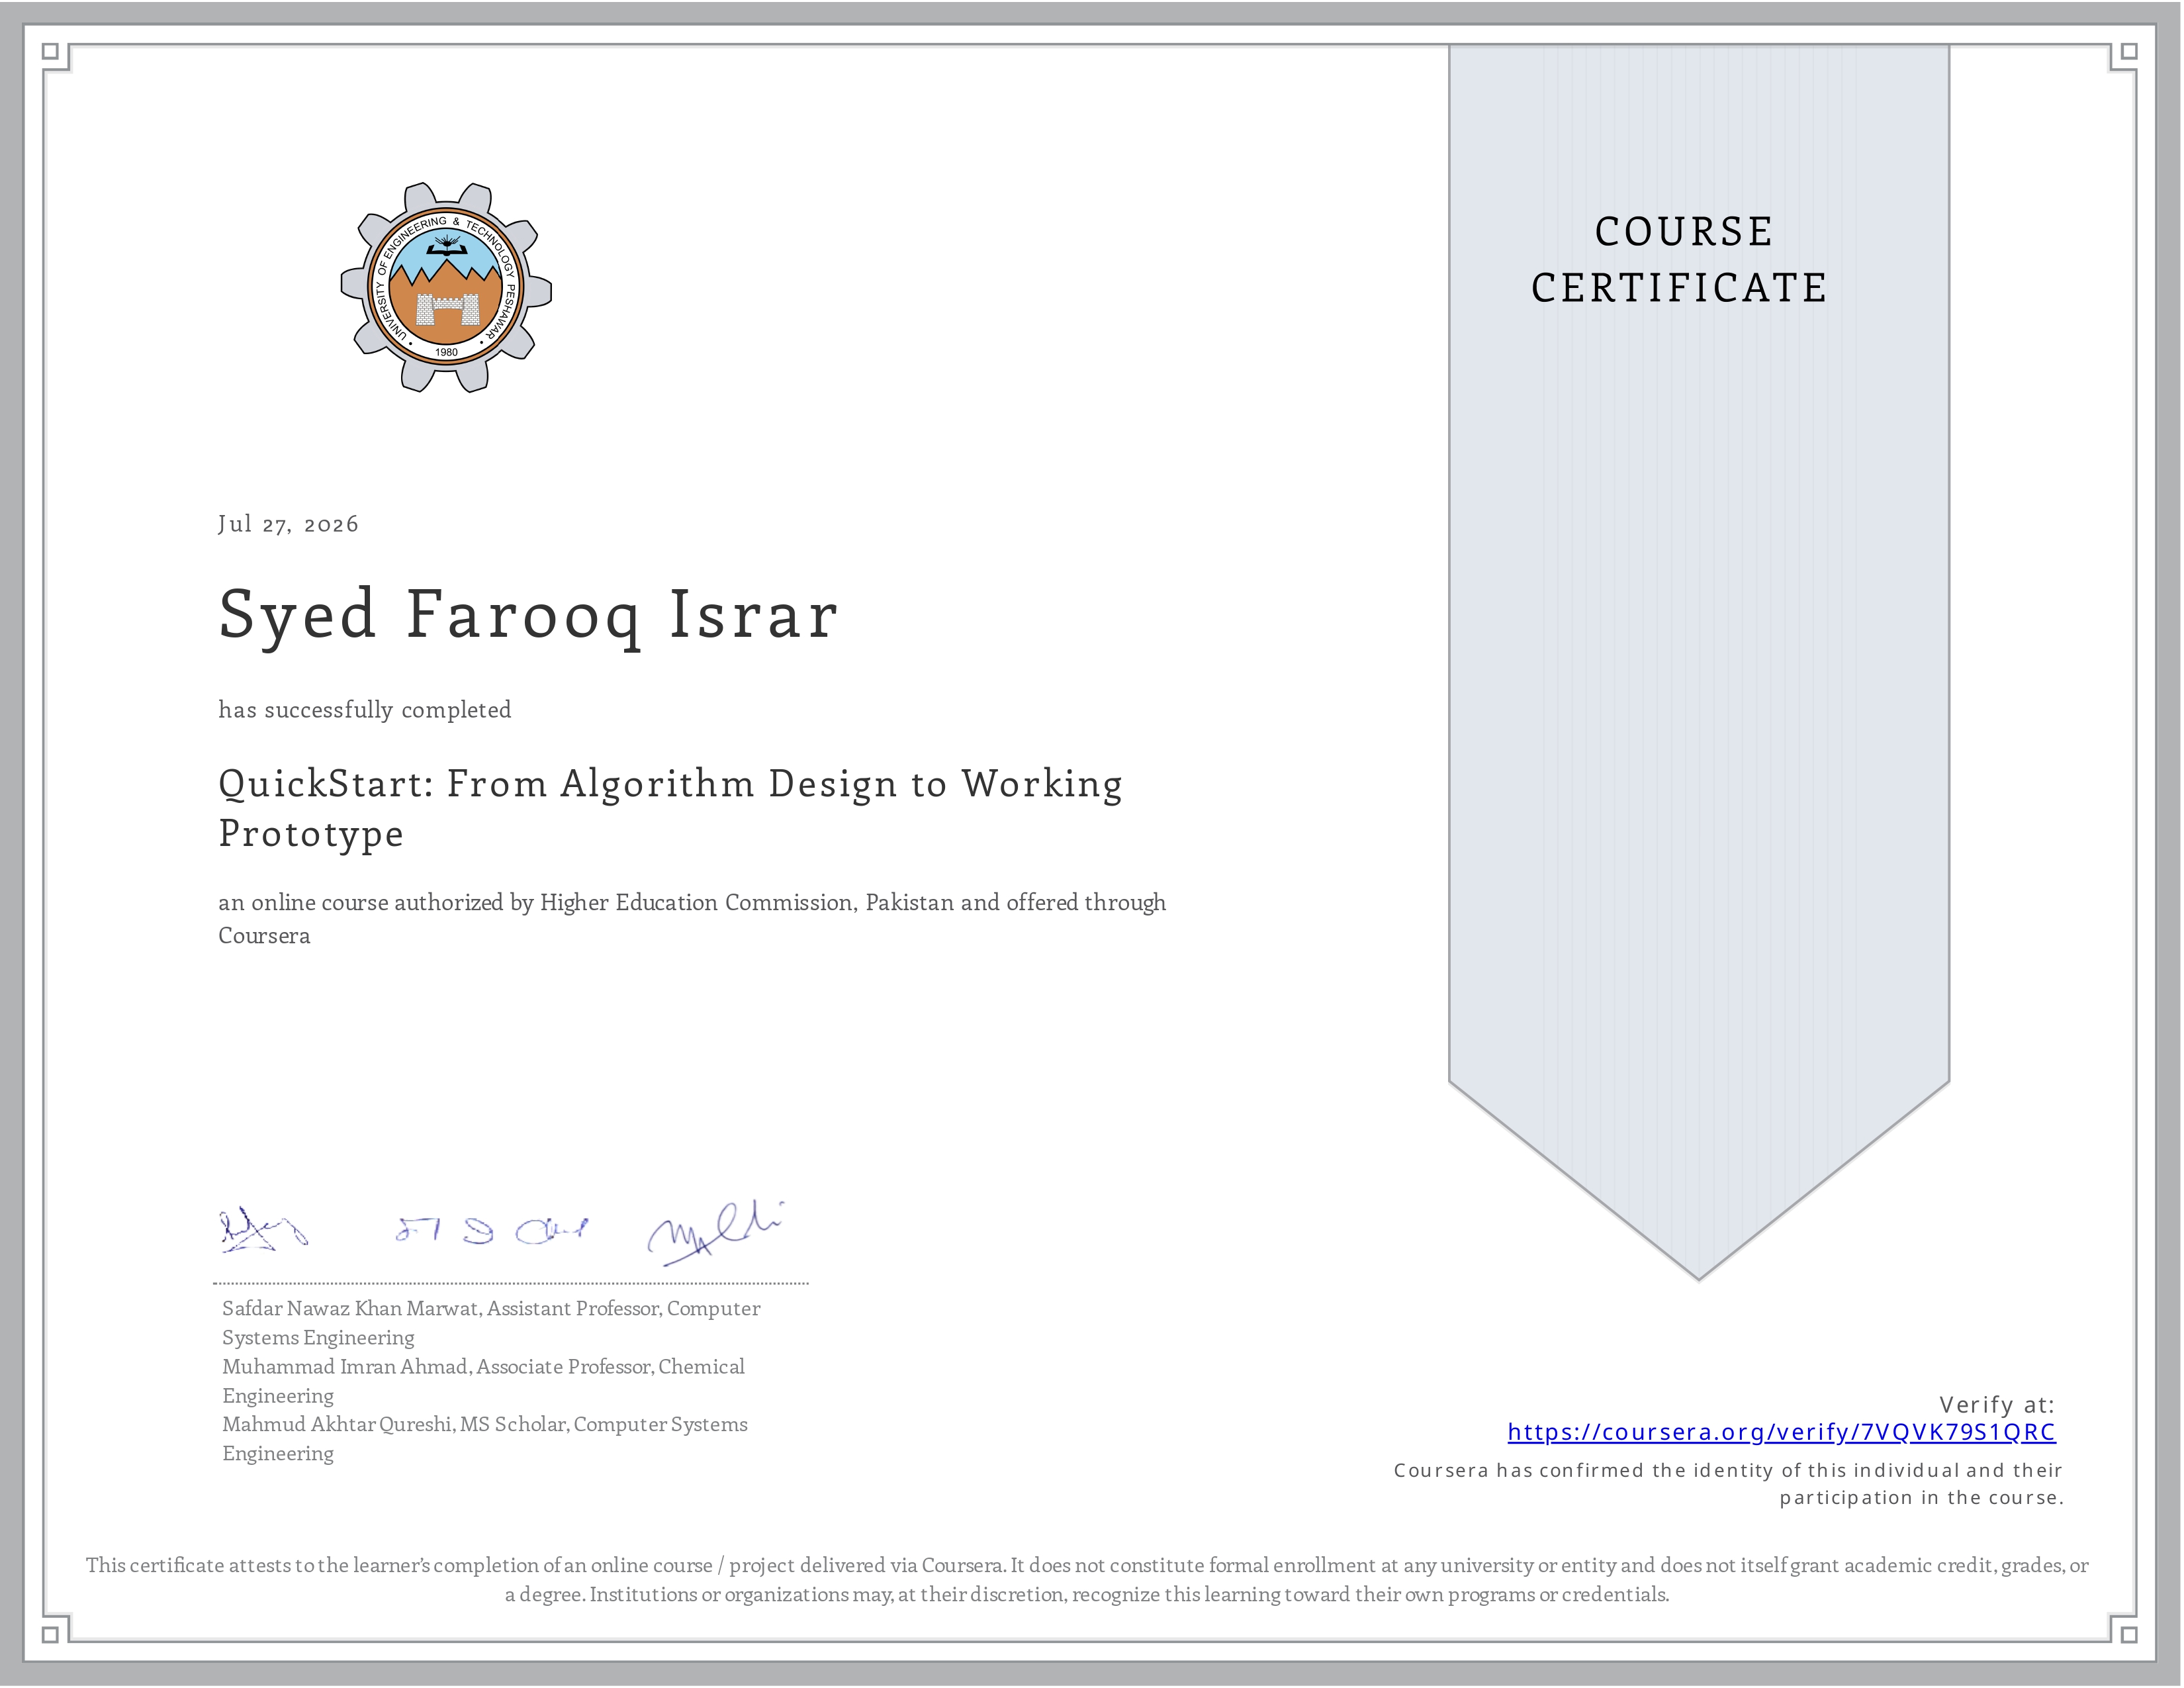 UNIVERSITY OF ENGINEERING & TECHNOLOGY PESHAWAR
1980
COURSE
CERTIFICATE
Jul 27, 2026
Syed Farooq Israr
has successfully completed
QuickStart: From Algorithm Design to Working
Prototype
an online course authorized by Higher Education Commission, Pakistan and offered through
Coursera
Safdar Nawaz Khan Marwat, Assistant Professor, Computer
Systems Engineering
Muhammad Imran Ahmad, Associate Professor, Chemical
Engineering
Mahmud Akhtar Qureshi, MS Scholar, Computer Systems
Engineering
Verify at:
https://coursera.org/verify/7VQVK79S1QRC
Coursera has confirmed the identity of this individual and their
participation in the course.
This certificate attests to the learner's completion of an online course / project delivered via Coursera. It does not constitute formal enrollment at any university or entity and does not itself grant academic credit, grades, or
a degree. Institutions or organizations may, at their discretion, recognize this learning toward their own programs or credentials.